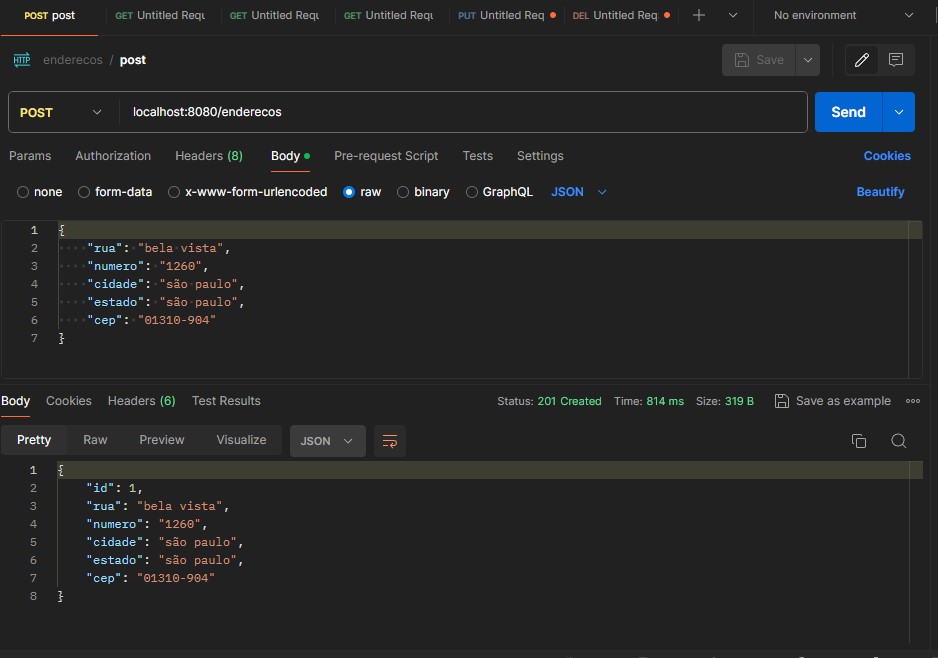 POST post GET Untitled Requ GET Untitled Requ GET Untitled Requ PUT Untitled Req DEL Untitled Req No environment
HTTP enderecos / post Save
POST localhost:8080/enderecos Send
Params Authorization Headers (8) Body Pre-request Script Tests Settings Cookies
none form-data x-www-form-urlencoded raw binary GraphQL JSON Beautify
1 {
2 "rua": "bela vista",
3 "numero": "1260",
4 "cidade": "são paulo",
5 "estado": "são paulo",
6 "cep": "01310-904"
7 }
Body Cookies Headers (6) Test Results Status: 201 Created Time: 814 ms Size: 319 B Save as example
Pretty Raw Preview Visualize JSON
1 {
2 "id": 1,
3 "rua": "bela vista",
4 "numero": "1260",
5 "cidade": "são paulo",
6 "estado": "são paulo",
7 "cep": "01310-904"
8 }